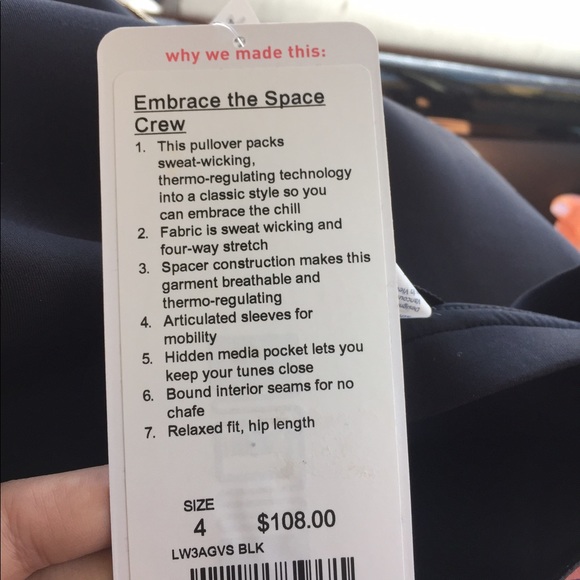 why we made this:
Embrace the Space
Crew
1. This pullover packs
sweat-wicking,
thermo-regulating technology
into a classic style so you
can embrace the chill
2. Fabric is sweat wicking and
four-way stretch
3. Spacer construction makes this
garment breathable and
thermo-regulating
4. Articulated sleeves for
mobility
5. Hidden media pocket lets you
keep your tunes close
6. Bound interior seams for no
chafe
7. Relaxed fit, hip length
SIZE
4 $108.00
LW3AGVS BLK